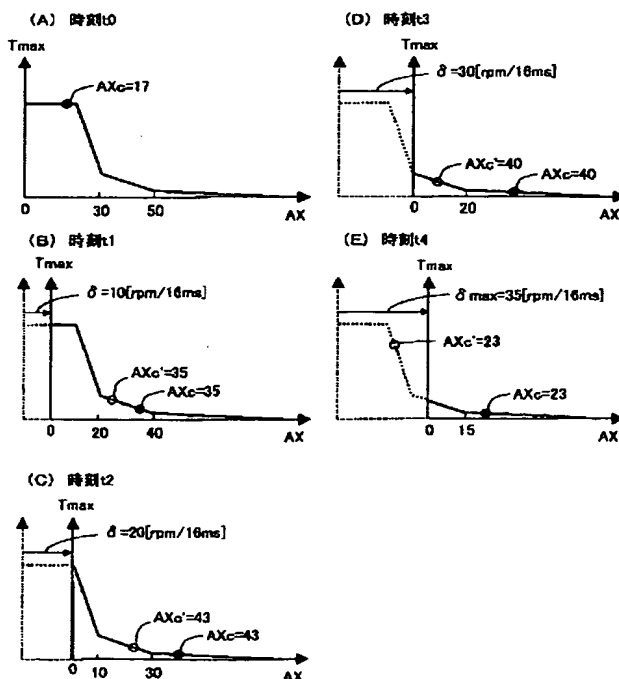 (A) 時刻t0
Tmax
AXc=17
0 30 50 AX
(B) 時刻t1
Tmax
δ=10[rpm/16ms]
AXc'=35
AXc=35
0 20 40 AX
(C) 時刻t2
Tmax
δ=20[rpm/16ms]
AXc'=43
AXc=43
0 10 30 AX
(D) 時刻t3
Tmax
δ=30[rpm/16ms]
AXc'=40
AXc=40
0 20 AX
(E) 時刻t4
Tmax
δmax=35[rpm/16ms]
AXc'=23
AXc=23
0 15 AX